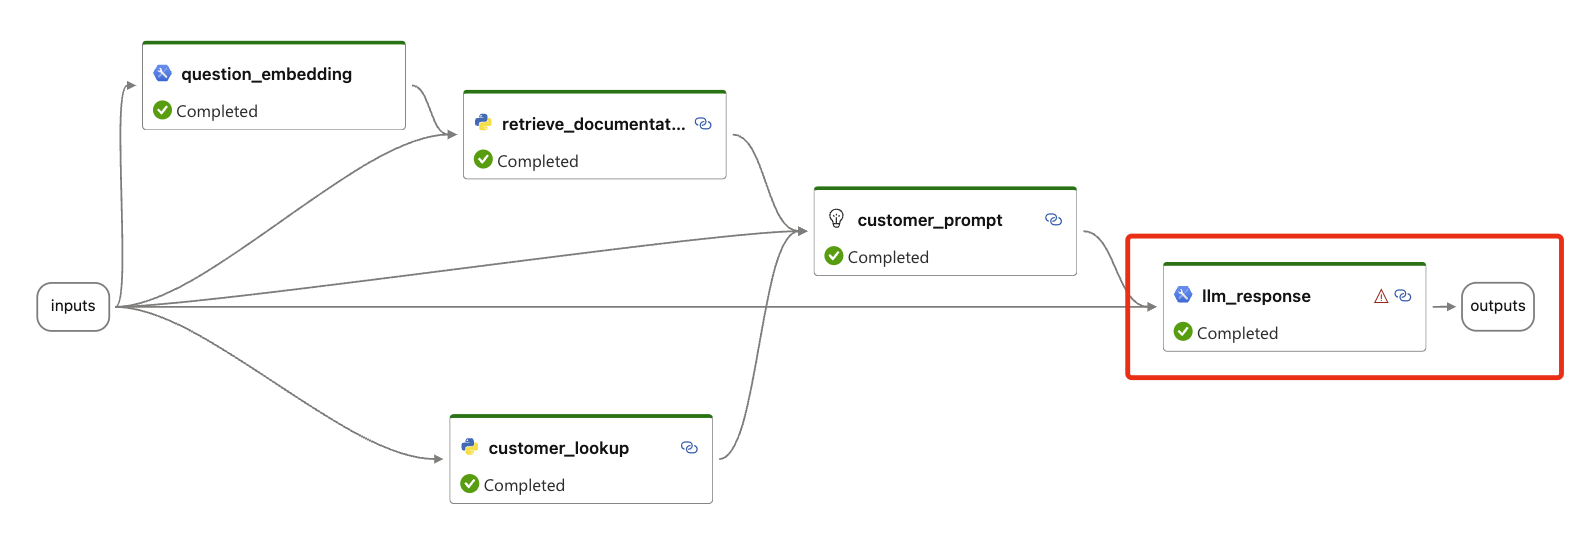 question_embedding
Completed
retrieve_documentat...
Completed
customer_prompt
Completed
inputs
llm_response
Completed
outputs
customer_lookup
Completed